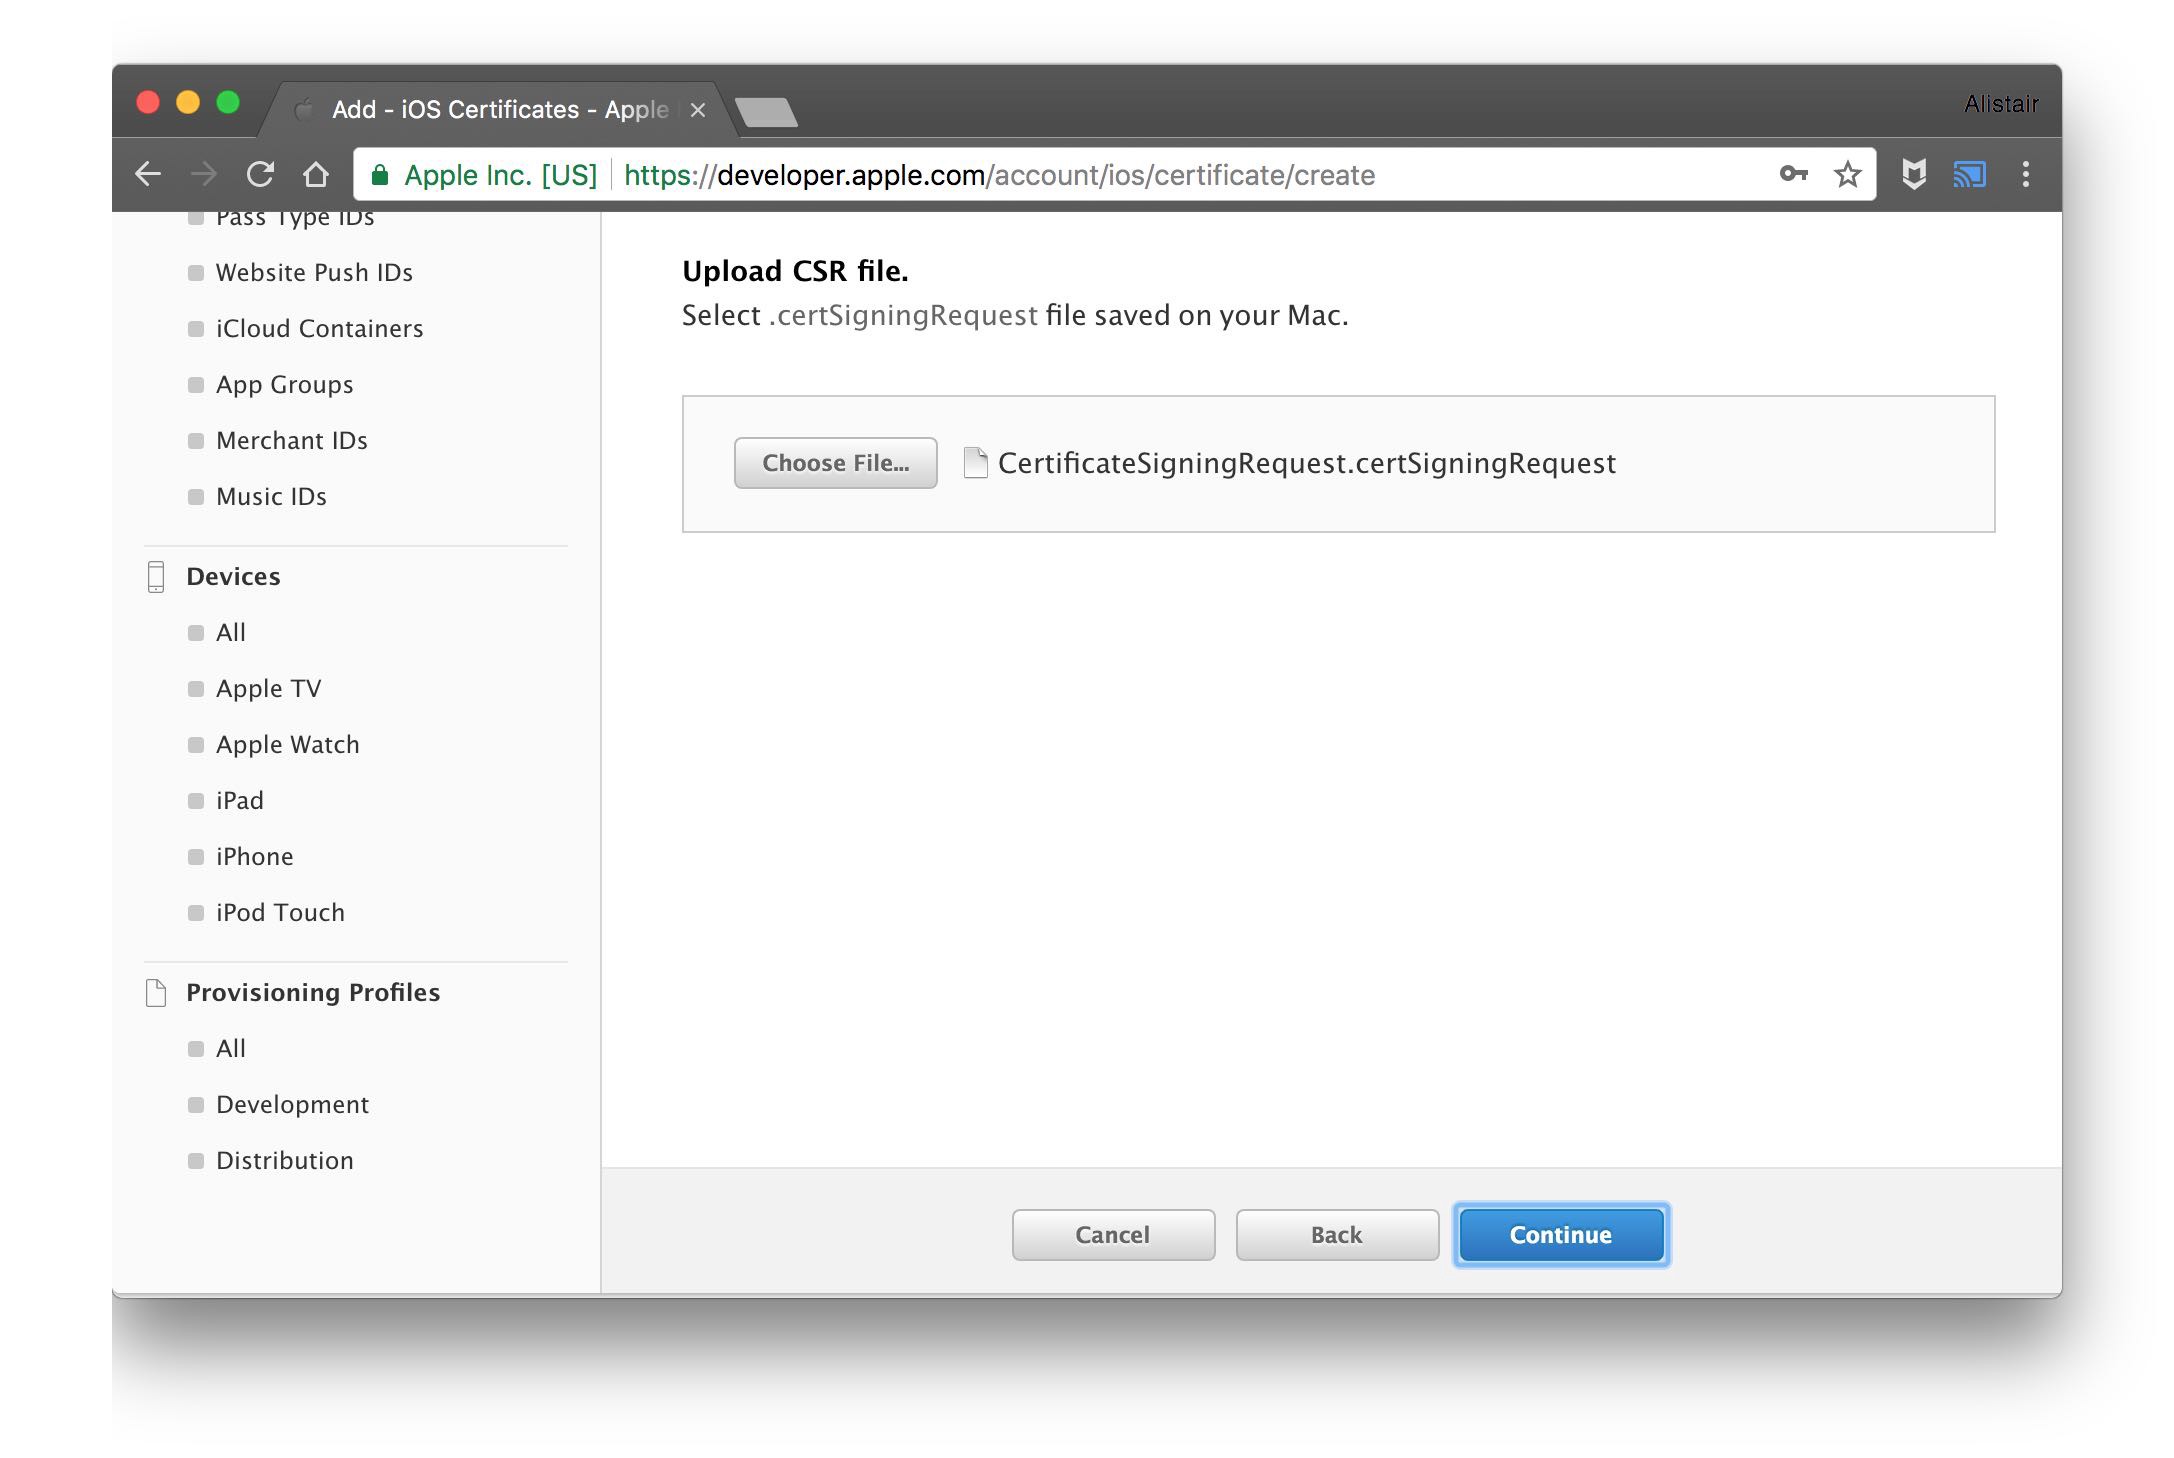 Add - iOS Certificates - Apple
Alistair
Apple Inc. [US] https://developer.apple.com/account/ios/certificate/create
Pass Type IDs
Website Push IDs
iCloud Containers
App Groups
Merchant IDs
Music IDs
Devices
All
Apple TV
Apple Watch
iPad
iPhone
iPod Touch
Provisioning Profiles
All
Development
Distribution
Upload CSR file.
Select .certSigningRequest file saved on your Mac.
Choose File... CertificateSigningRequest.certSigningRequest
Cancel Back Continue